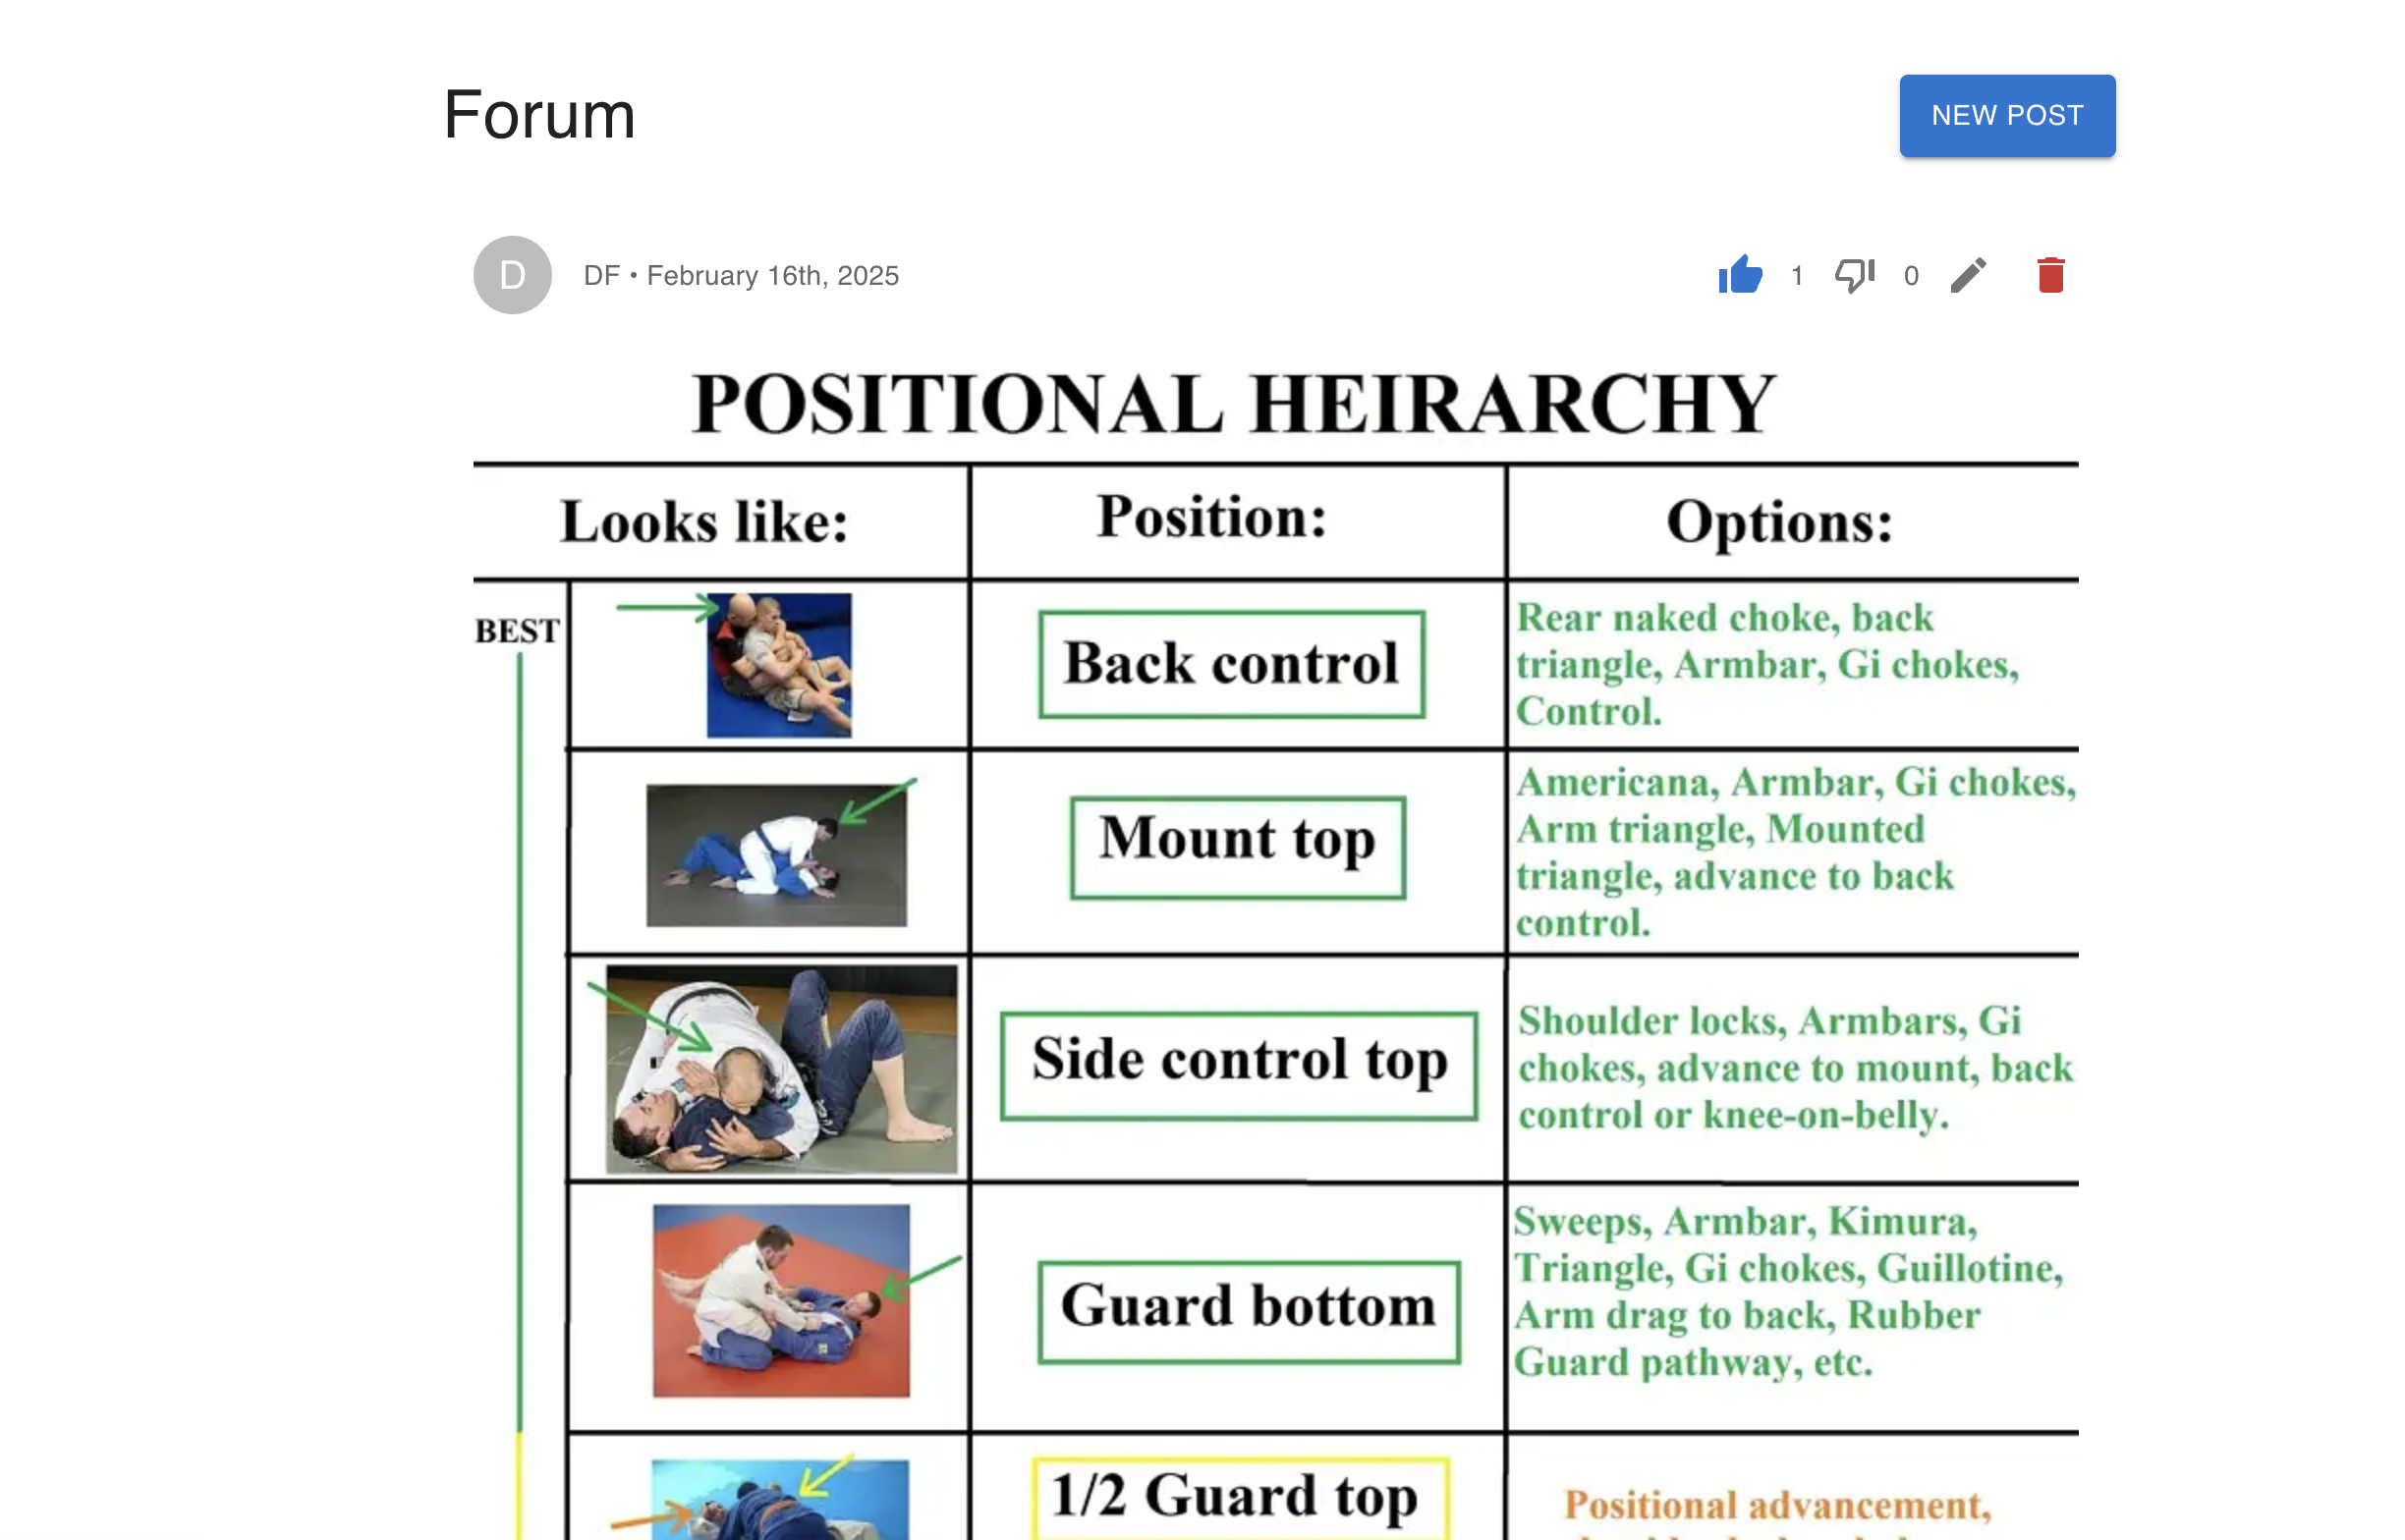 Forum
NEW POST
D
DF • February 16th, 2025
1
0
POSITIONAL HEIRARCHY
Looks like:
Position:
Options:
BEST
Back control
Rear naked choke, back
triangle, Armbar, Gi chokes,
Control.
Mount top
Americana, Armbar, Gi chokes,
Arm triangle, Mounted
triangle, advance to back
control.
Side control top
Shoulder locks, Armbars, Gi
chokes, advance to mount, back
control or knee-on-belly.
Guard bottom
Sweeps, Armbar, Kimura,
Triangle, Gi chokes, Guillotine,
Arm drag to back, Rubber
Guard pathway, etc.
1/2 Guard top
Positional advancement,